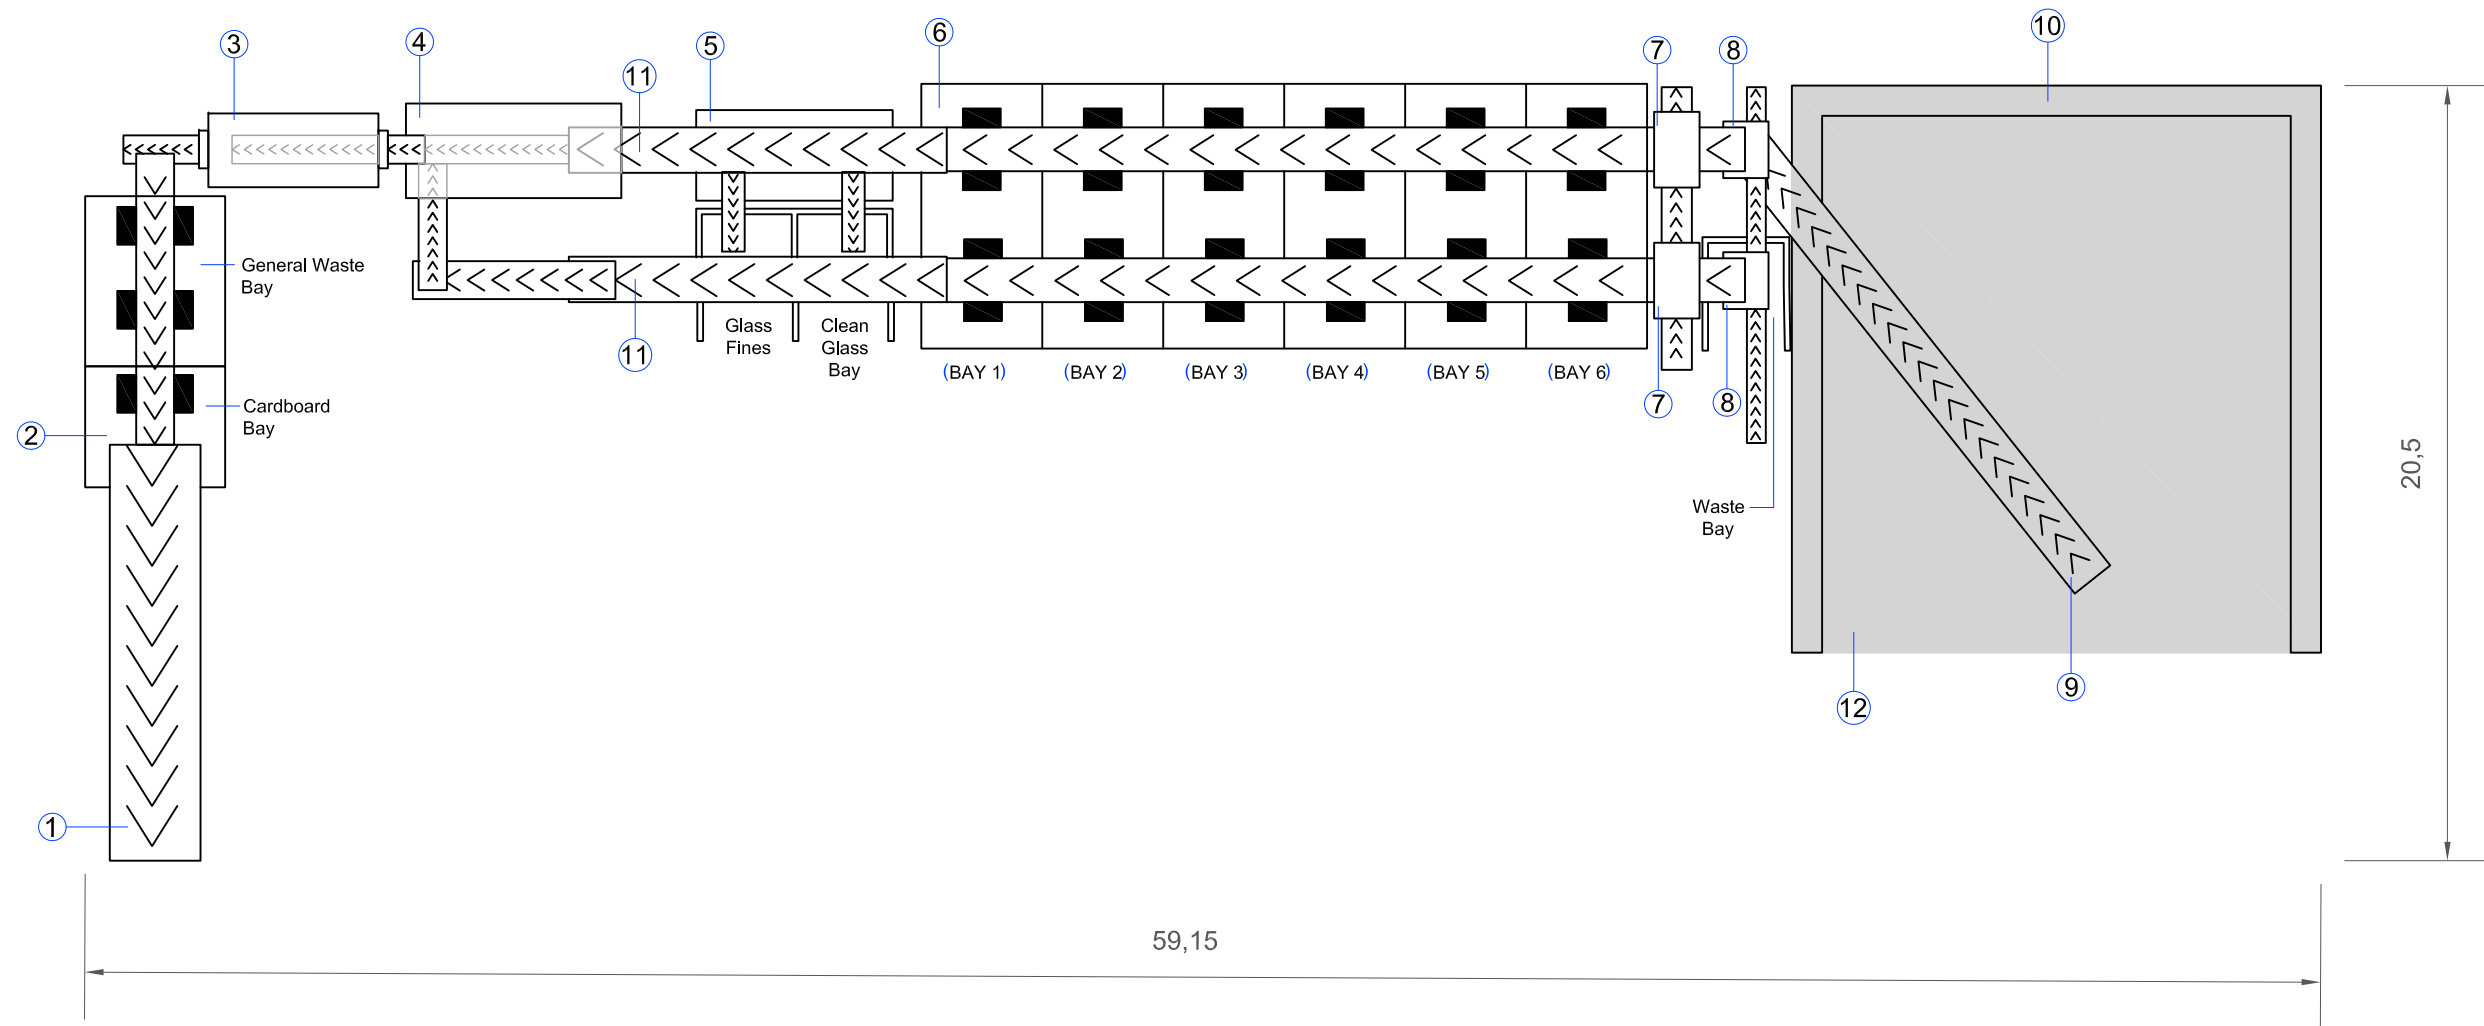 3
4
11
5
6
7
8
10
General Waste
Bay
Cardboard
Bay
2
1
11
Glass
Fines
Clean
Glass
Bay
(BAY 1)
(BAY 2)
(BAY 3)
(BAY 4)
(BAY 5)
(BAY 6)
7
8
Waste
Bay
9
12
20,5
59,15